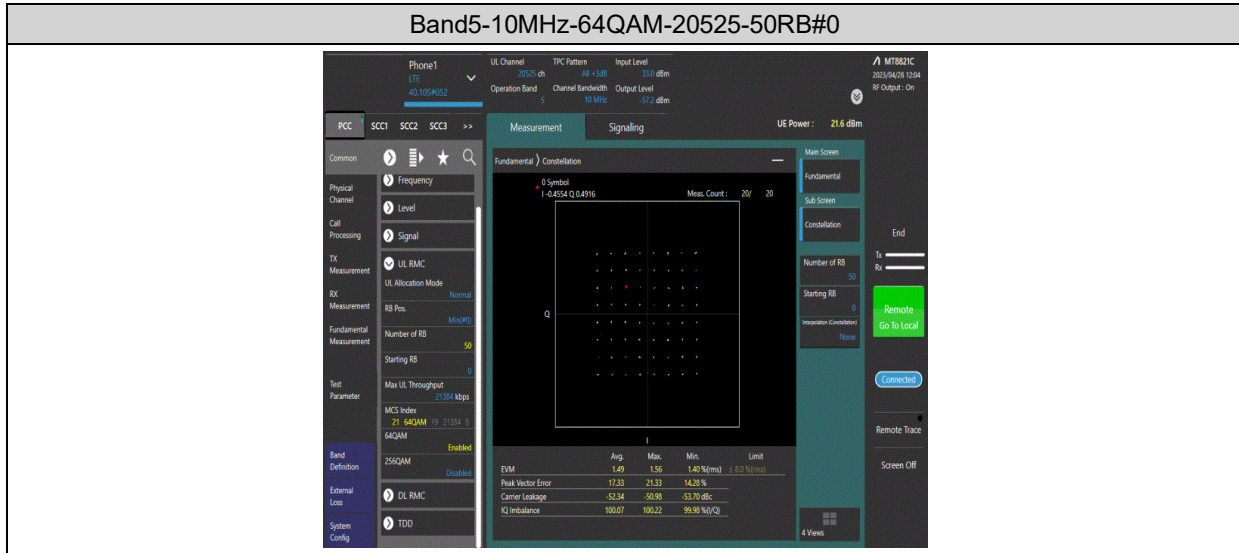 Band5-10MHz-64QAM-20525-50RB#0
Phone1
LTE
40.10S#052
UL Channel TPC Pattern Input Level
20525 ch All +3dB 33.0 dBm
Operation Band Channel Bandwidth Output Level
5 10 MHz -57.2 dBm
MT8821C
2023/04/28 12:04
RF Output : On
PCC SCC1 SCC2 SCC3 >>
Measurement Signaling
UE Power : 21.6 dBm
Common
Physical
Channel
Call
Processing
TX
Measurement
RX
Measurement
Fundamental
Measurement
Test
Parameter
Band
Definition
External
Loss
System
Config
Frequency
Level
Signal
UL RMC
UL Allocation Mode
Normal
RB Pos.
Min(#0)
Number of RB
50
Starting RB
0
Max UL Throughput
21384 kbps
MCS Index
21 64QAM 19 21384 8
64QAM
Enabled
256QAM
Disabled
DL RMC
TDD
Fundamental Constellation
0 Symbol
I -0.4554 Q 0.4916
Meas. Count : 20/ 20
Q
I
Avg. Max. Min. Limit
EVM 1.49 1.56 1.40 %(rms) ≤ 8.0 %(rms)
Peak Vector Error 17.33 21.33 14.28 %
Carrier Leakage -52.34 -50.98 -53.70 dBc
IQ Imbalance 100.07 100.22 99.98 %(I/Q)
Main Screen
Fundamental
Sub Screen
Constellation
Number of RB
50
Starting RB
0
Interpolation (Constellation)
None
4 Views
End
Tx
Rx
Remote
Go To Local
Connected
Remote Trace
Screen Off